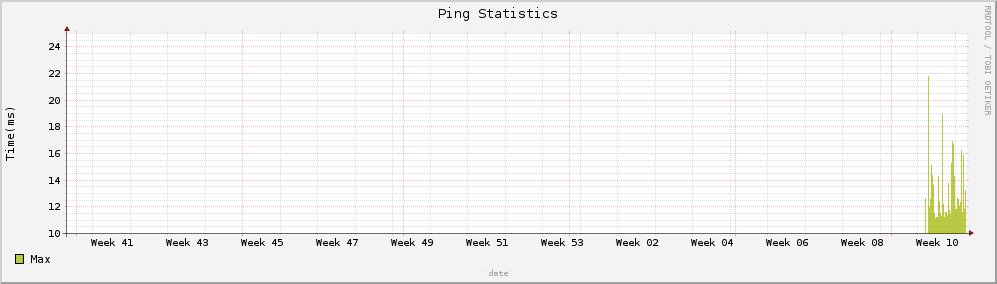 Ping Statistics
RRDTOOL / TOBI OETIKER
Time(ms)
24
22
20
18
16
14
12
10
Week 41 Week 43 Week 45 Week 47 Week 49 Week 51 Week 53 Week 02 Week 04 Week 06 Week 08 Week 10
Max
`date`